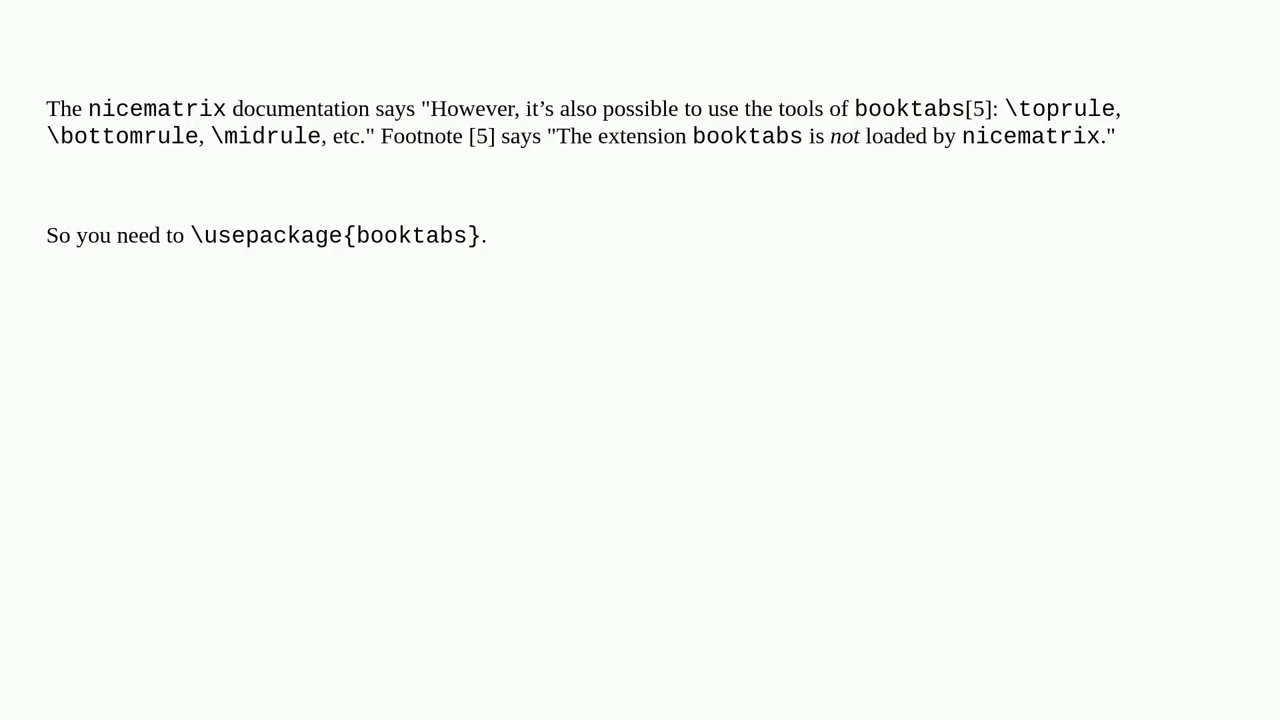 The nicematrix documentation says "However, it’s also possible to use the tools of booktabs[5]: \toprule,
\bottomrule, \midrule, etc." Footnote [5] says "The extension booktabs is not loaded by nicematrix."
So you need to \usepackage{booktabs}.